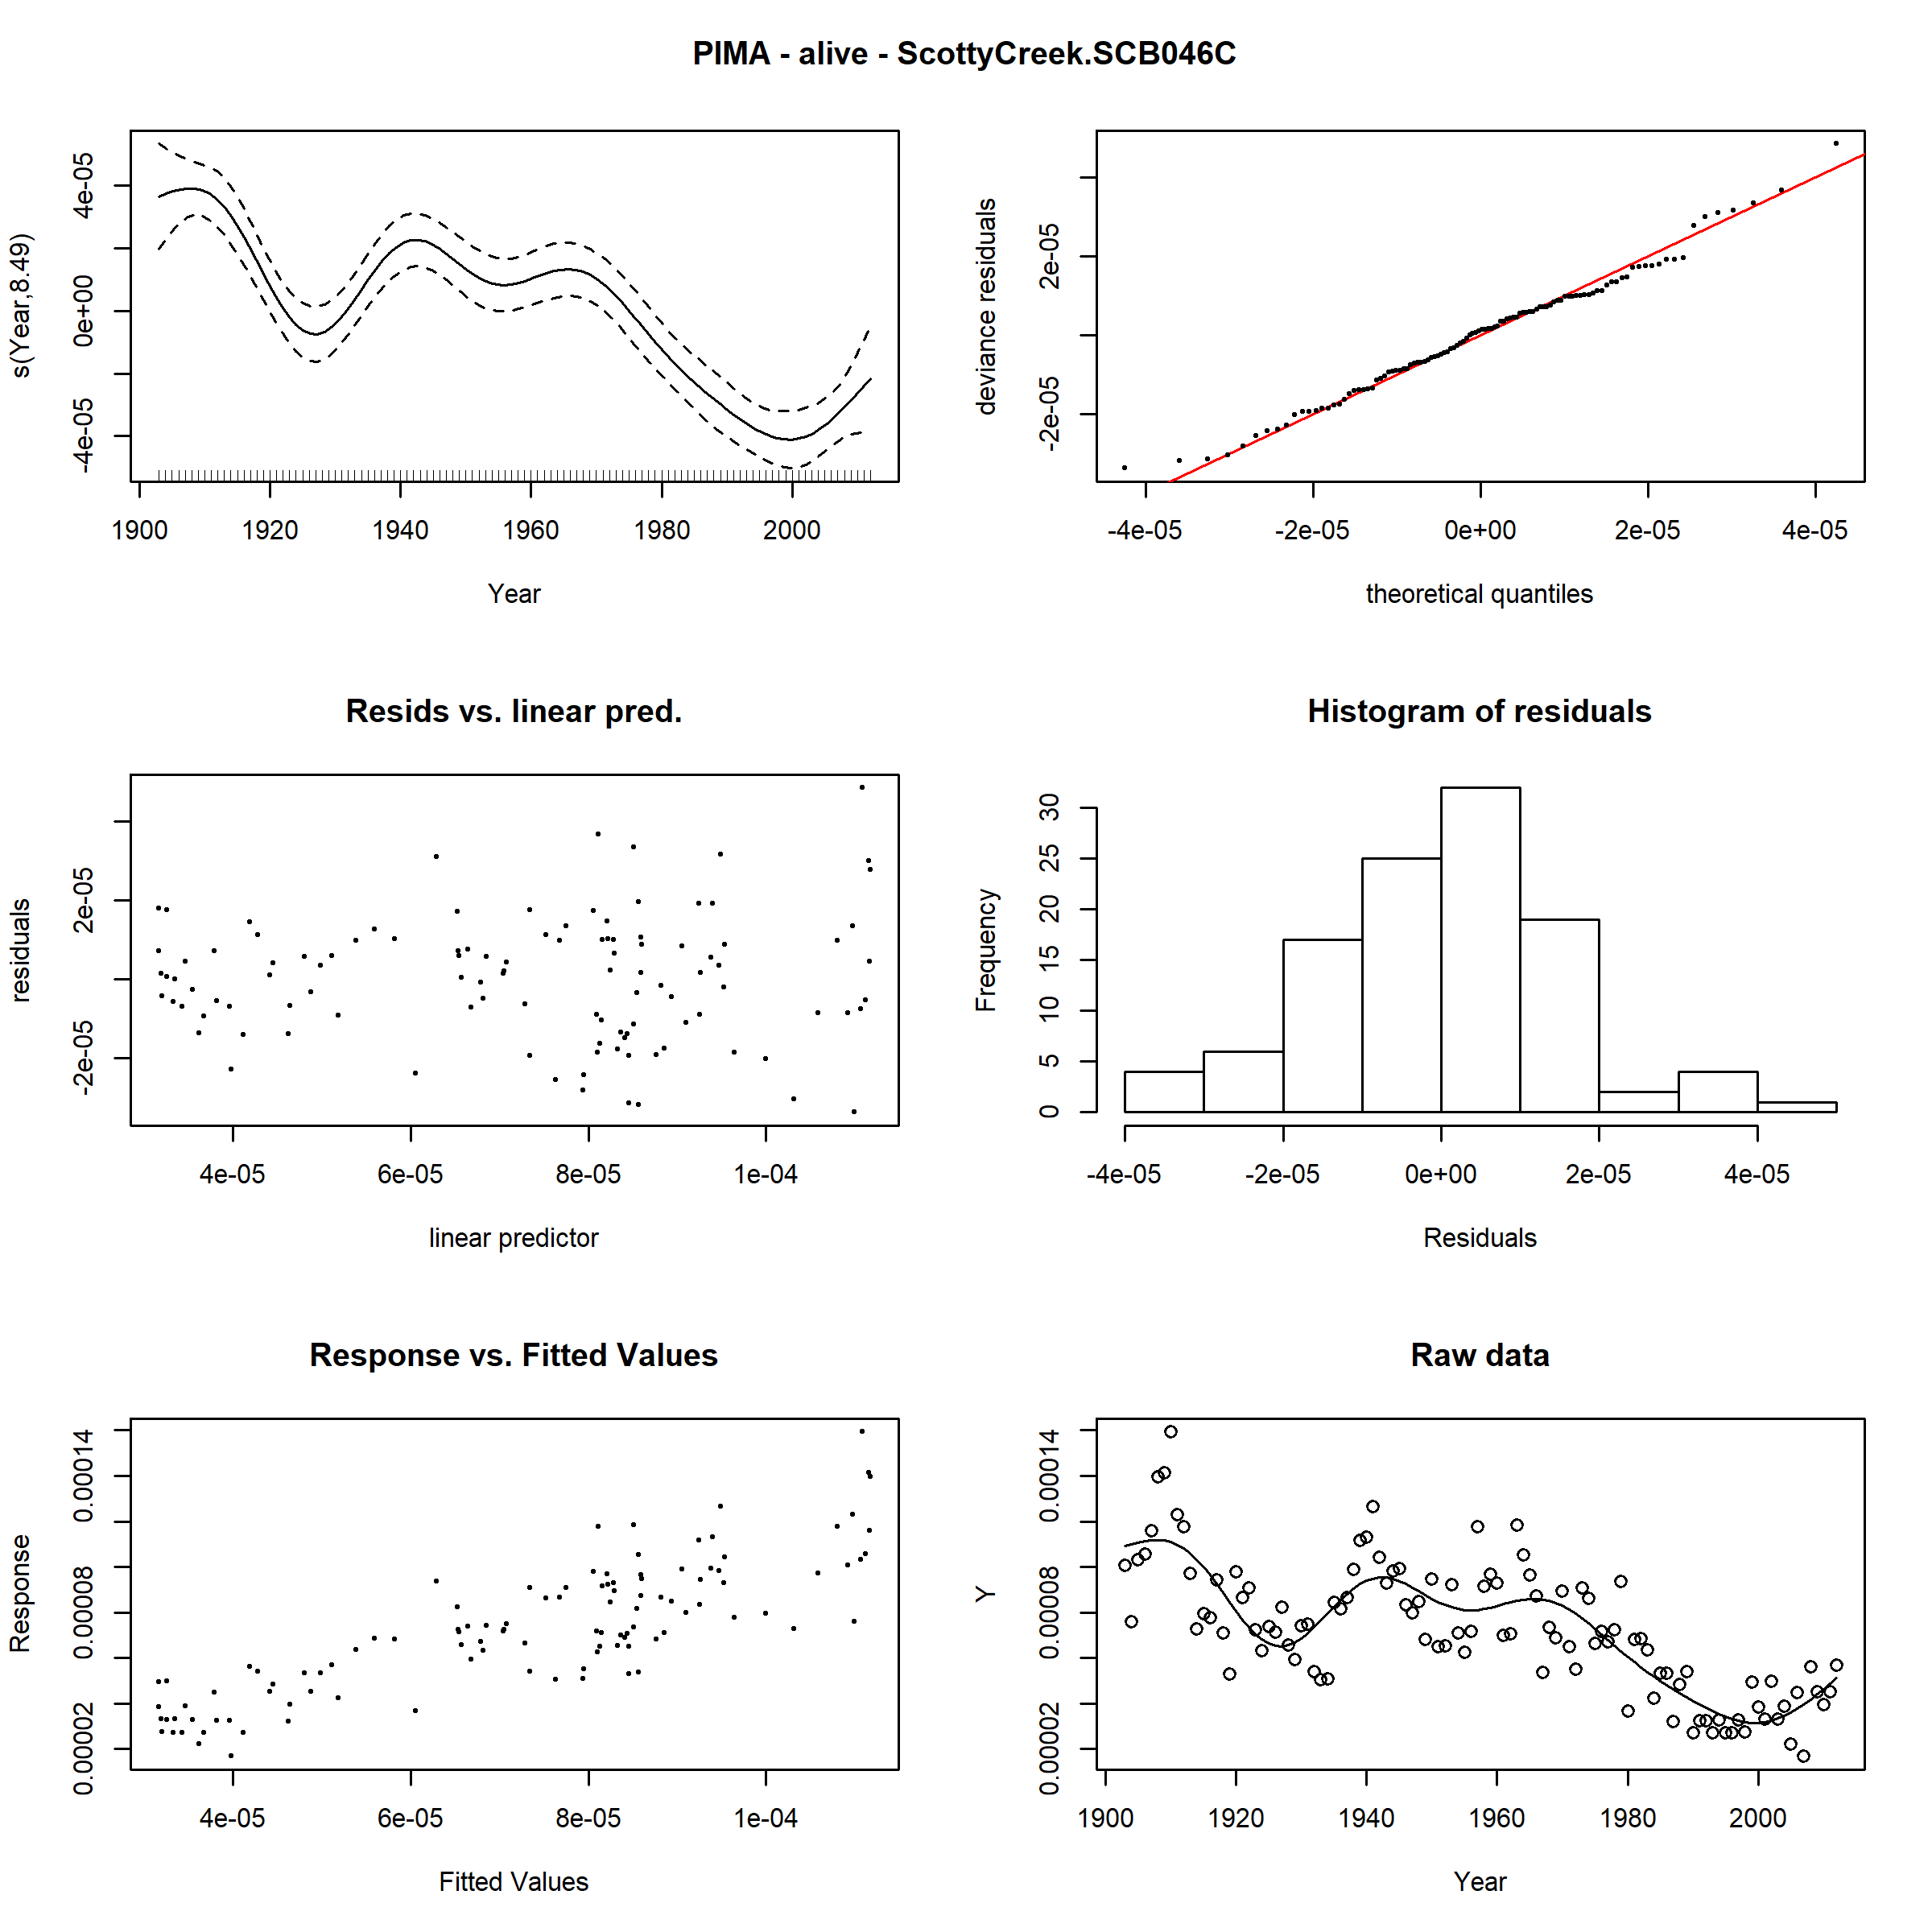 PIMA - alive - ScottyCreek.SCB046C
s(Year,8.49)
4e-05
0e+00
-4e-05
1900 1920 1940 1960 1980 2000
Year
deviance residuals
2e-05
-2e-05
-4e-05 -2e-05 0e+00 2e-05 4e-05
theoretical quantiles
Resids vs. linear pred.
residuals
2e-05
-2e-05
4e-05 6e-05 8e-05 1e-04
linear predictor
Histogram of residuals
Frequency
30
25
20
15
10
5
0
-4e-05 -2e-05 0e+00 2e-05 4e-05
Residuals
Response vs. Fitted Values
Response
0.00014
0.00008
0.00002
4e-05 6e-05 8e-05 1e-04
Fitted Values
Raw data
Y
0.00014
0.00008
0.00002
1900 1920 1940 1960 1980 2000
Year